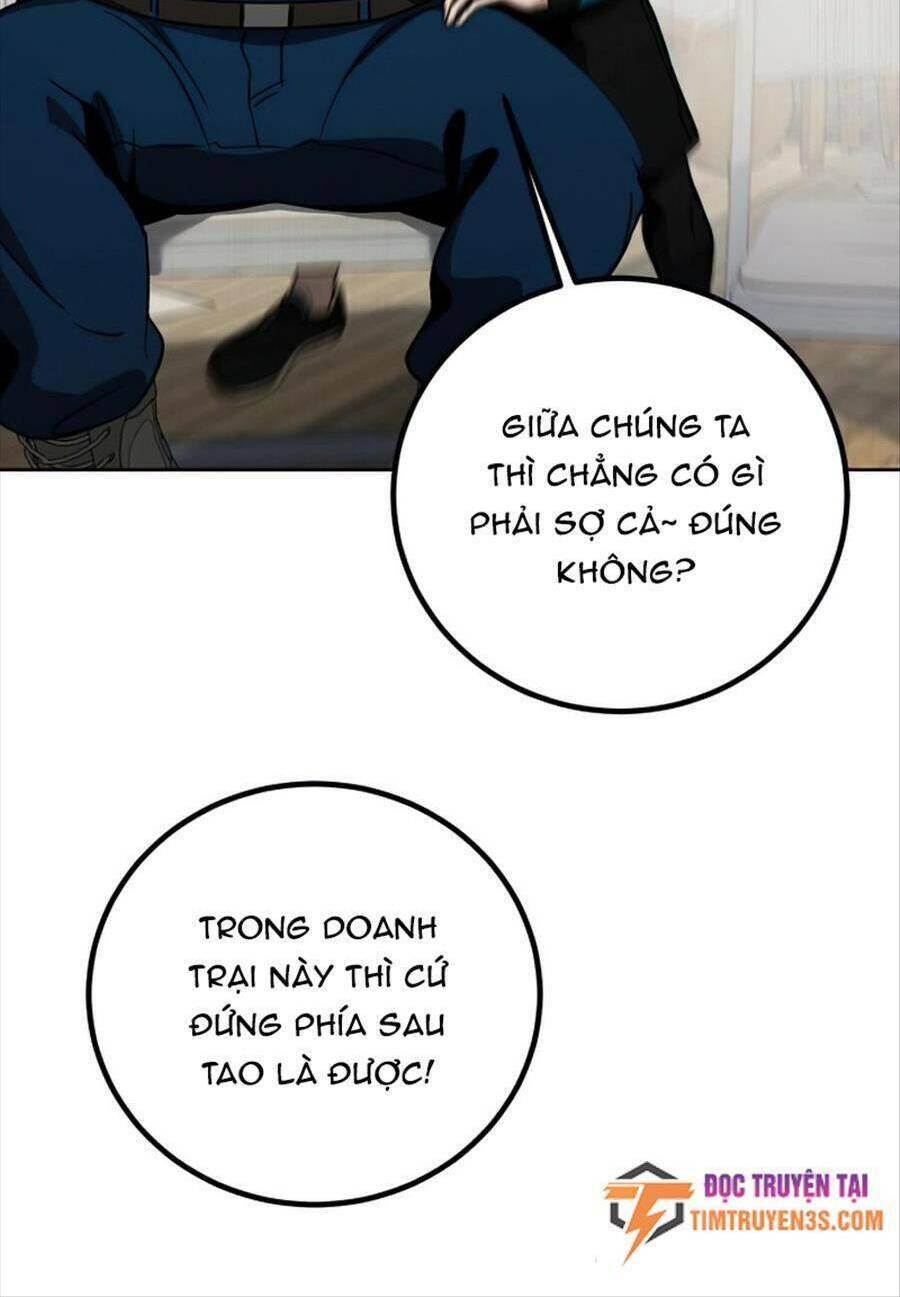 GIỮA CHÚNG TA
THÌ CHẲNG CÓ GÌ
PHẢI SỢ CẢ~ ĐÚNG
KHÔNG?
TRONG DOANH
TRẠI NÀY THÌ CỨ
ĐỨNG PHÍA SAU
TAO LÀ ĐƯỢC!
ĐỌC TRUYỆN TẠI
TIMTRUYEN3S.COM